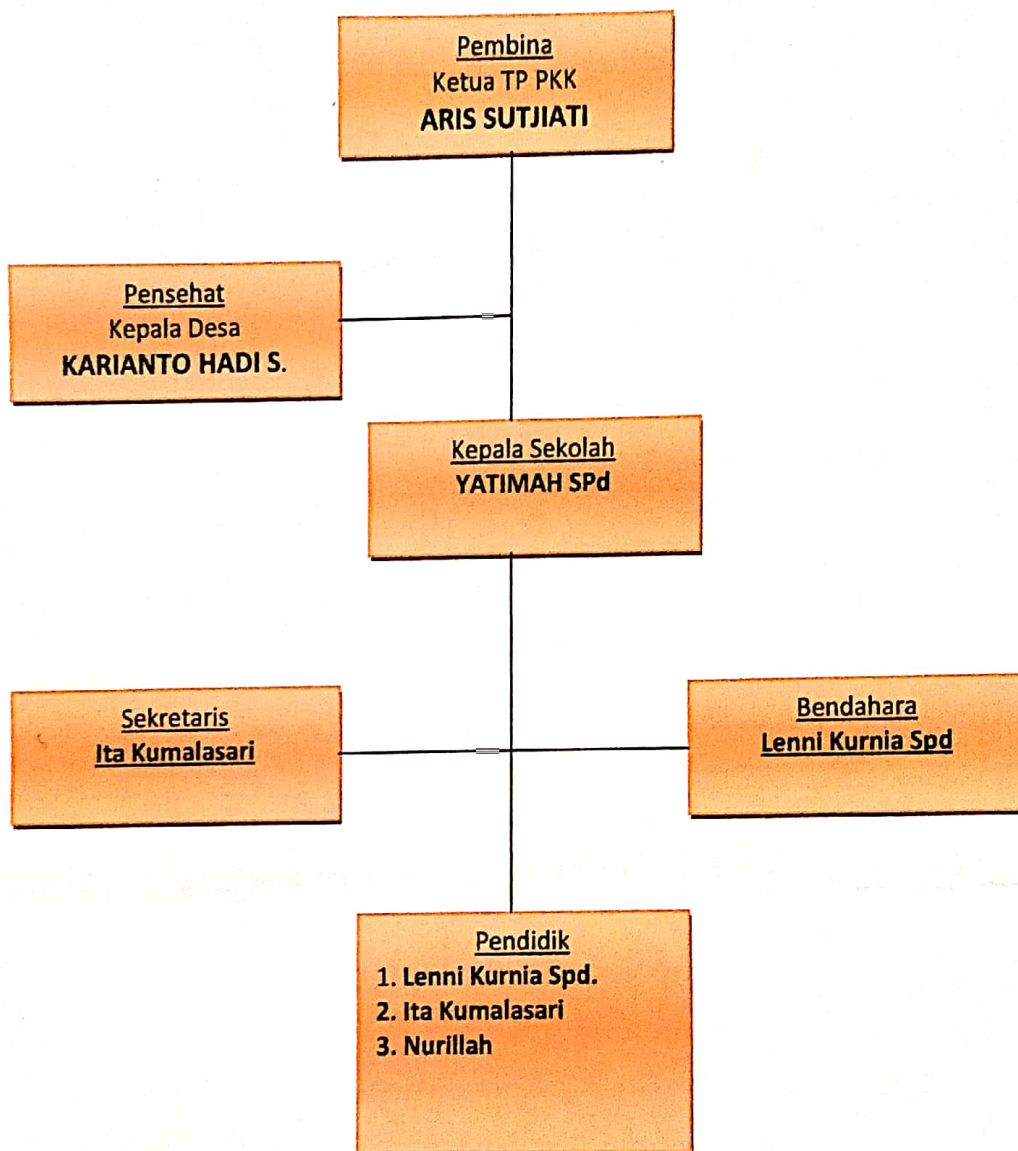 Pembina
Ketua TP PKK
ARIS SUTJIATI
Pensehat
Kepala Desa
KARIANTO HADI S.
Kepala Sekolah
YATIMAH SPd
Sekretaris
Ita Kumalasari
Bendahara
Lenni Kurnia Spd
Pendidik
1. Lenni Kurnia Spd.
2. Ita Kumalasari
3. Nurillah